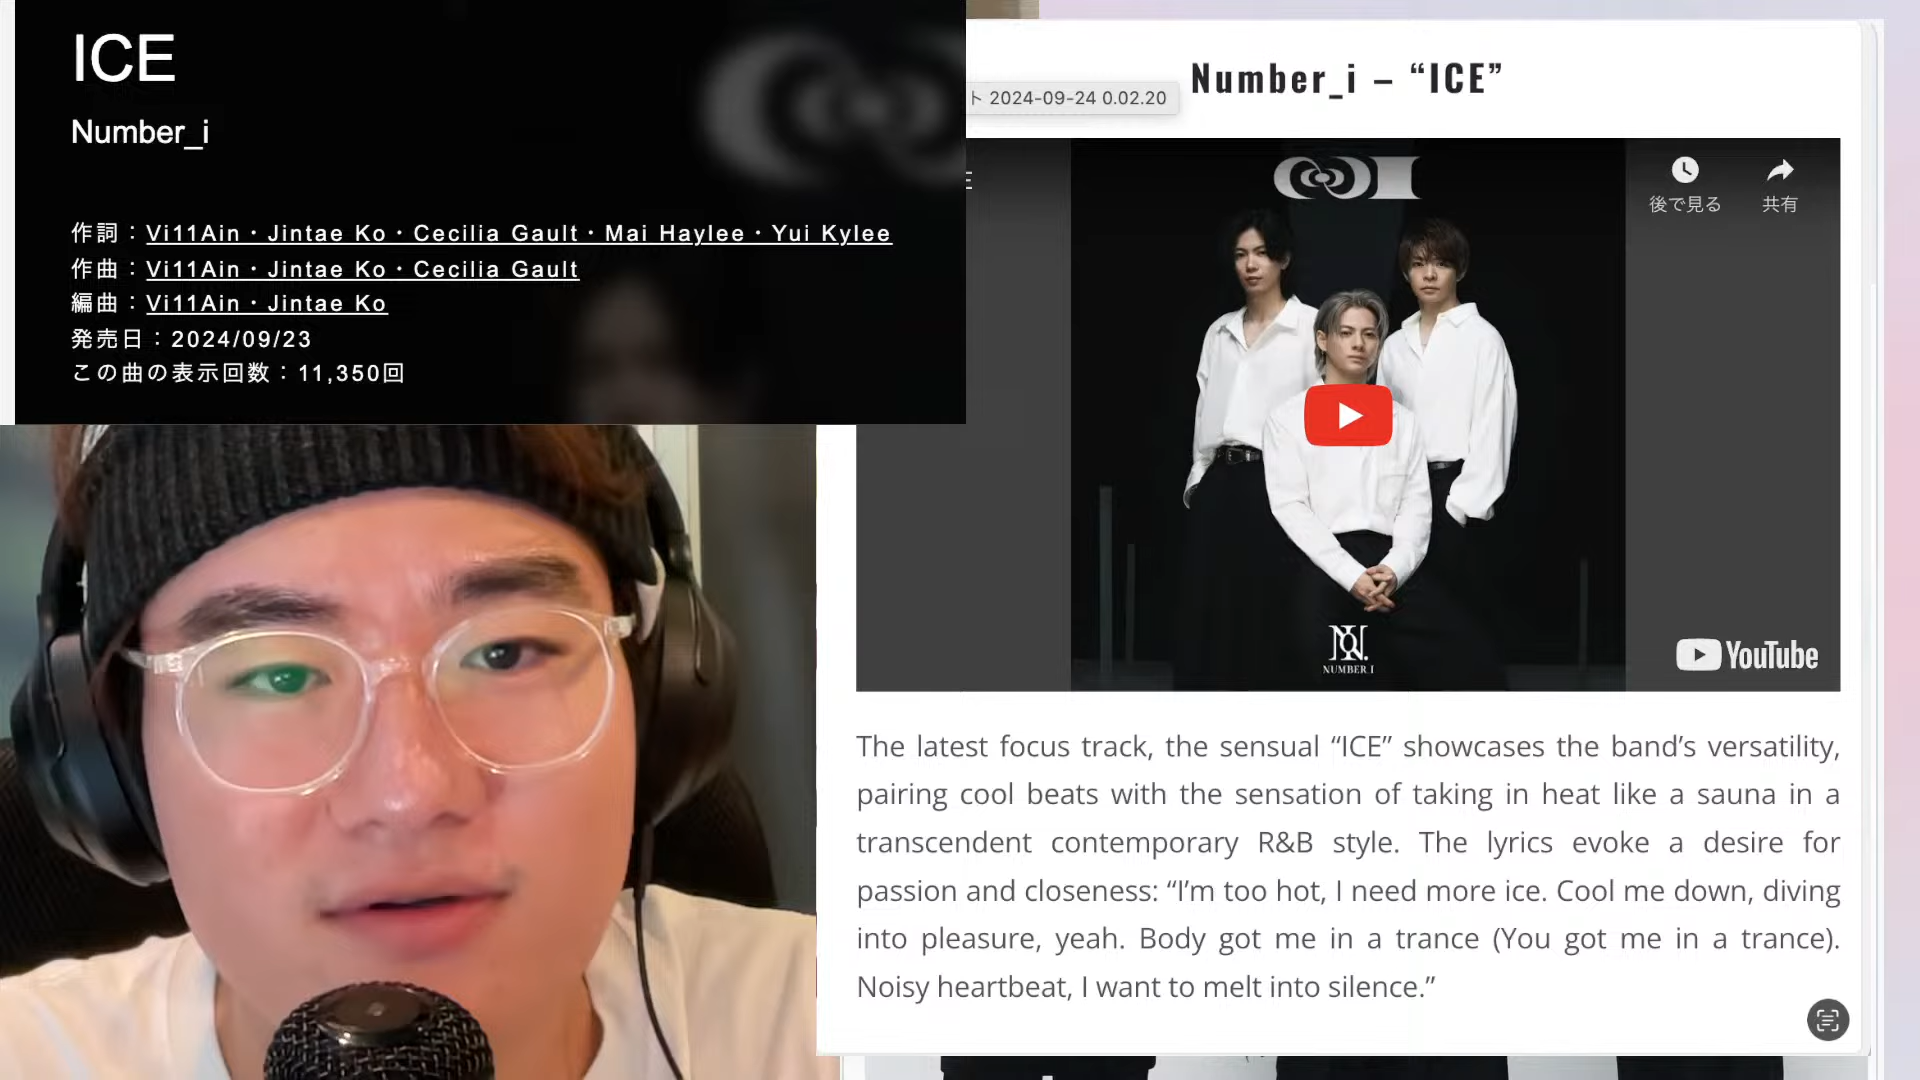 ICE
Number_i
作詞：Vi11Ain・Jintae Ko・Cecilia Gault・Mai Haylee・Yui Kylee
作曲：Vi11Ain・Jintae Ko・Cecilia Gault
編曲：Vi11Ain・Jintae Ko
発売日：2024/09/23
この曲の表示回数：11,350回
Number_i – “ICE”
ト 2024-09-24 0.02.20
後で見る
共有
NUMBER_I
YouTube
The latest focus track, the sensual “ICE” showcases the band’s versatility,
pairing cool beats with the sensation of taking in heat like a sauna in a
transcendent contemporary R&B style. The lyrics evoke a desire for
passion and closeness: “I’m too hot, I need more ice. Cool me down, diving
into pleasure, yeah. Body got me in a trance (You got me in a trance).
Noisy heartbeat, I want to melt into silence.”